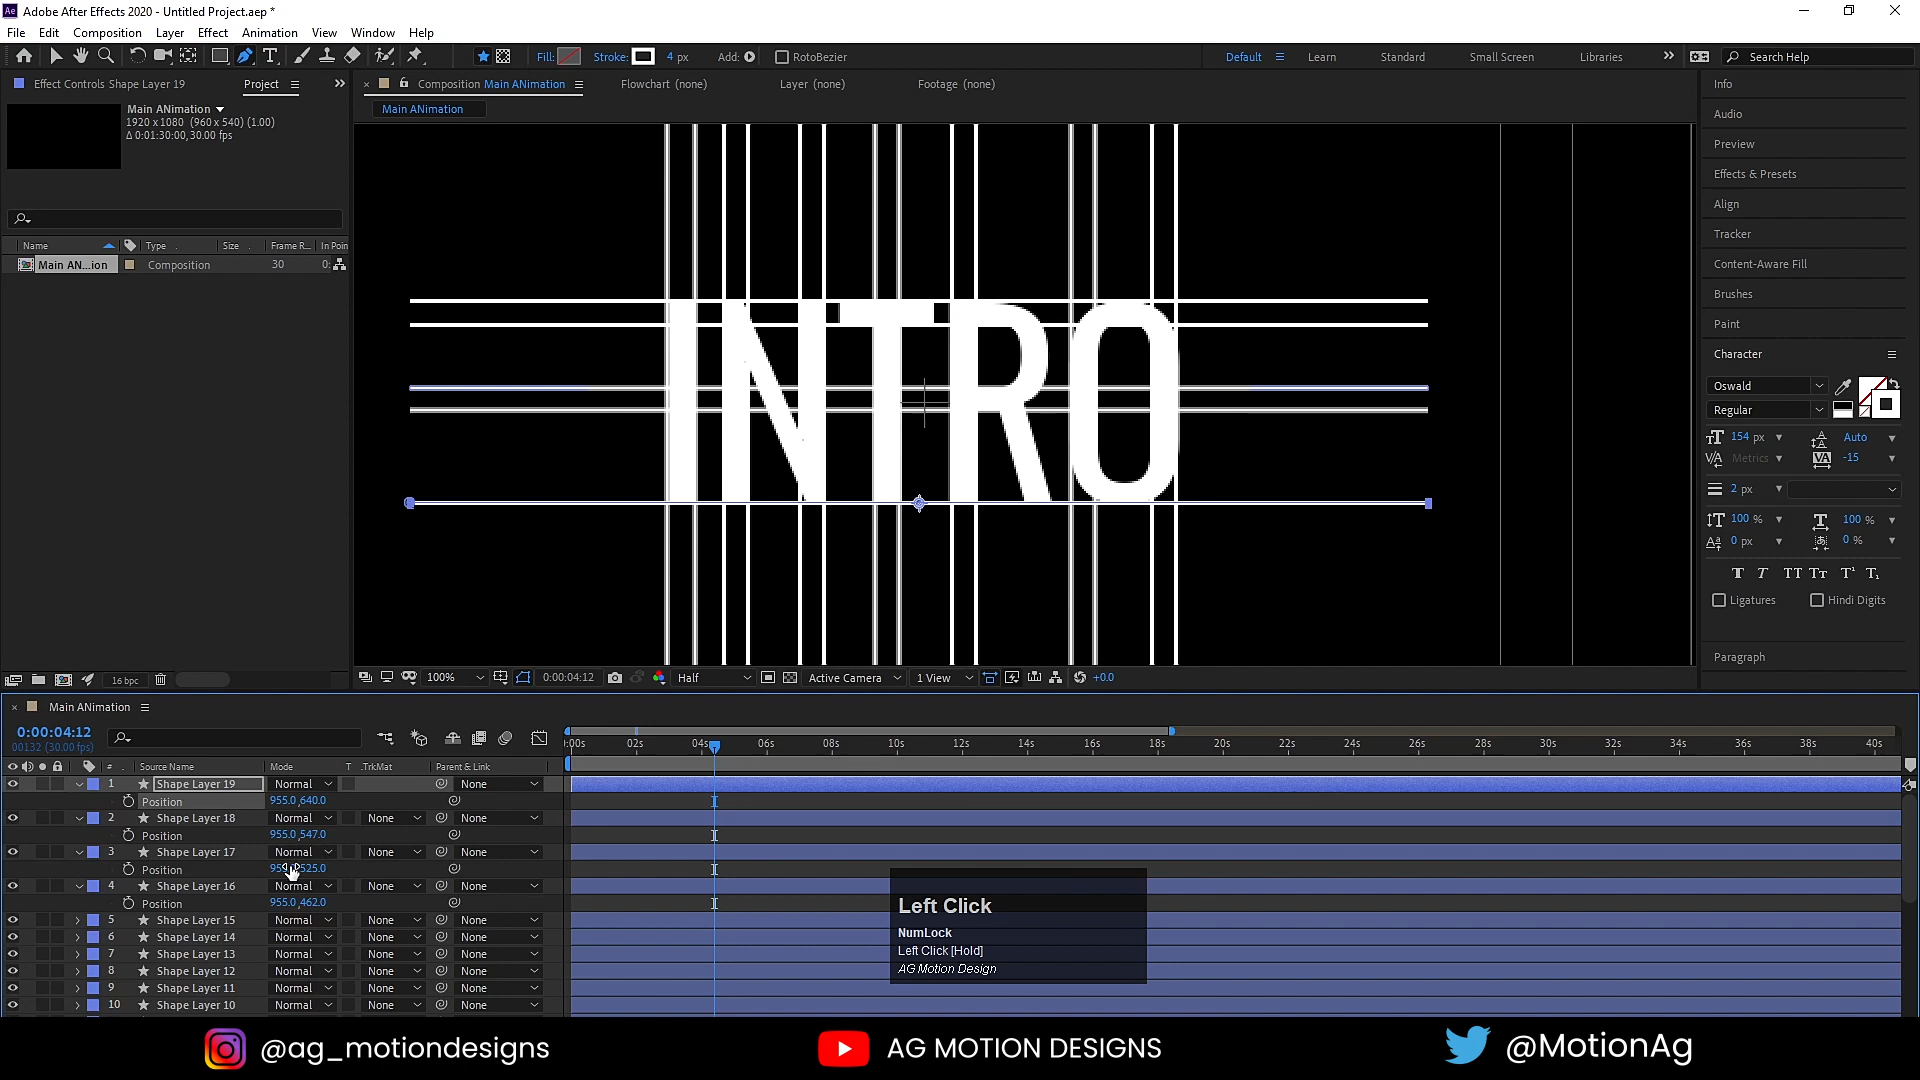 Ae Adobe After Effects 2020 - Untitled Project.aep *
File Edit Composition Layer Effect Animation View Window Help
Fill: Stroke: 4 px Add: RotoBezier Default Learn Standard Small Screen Libraries Search Help
Effect Controls Shape Layer 19 Project
Composition Main ANimation Flowchart (none) Layer (none) Footage (none)
Main ANimation
Main ANimation
1920 x 1080 (960 x 540) (1.00)
Δ 0:01:30:00, 30.00 fps
Name Type Size Frame R... In Poin
Main AN...ion Composition 30 0:
INTRO
Info
Audio
Preview
Effects & Presets
Align
Tracker
Content-Aware Fill
Brushes
Paint
Character
Oswald
Regular
154 px Auto
Metrics -15
2 px
100 % 100 %
0 px 0 %
T T TT Tt T¹ T₁
Ligatures Hindi Digits
Paragraph
16 bpc
100% 0:00:04:12 Half Active Camera 1 View +0.0
Main ANimation
0:00:04:12
00132 (30.00 fps)
:00s 02s 04s 06s 08s 10s 12s 14s 16s 18s 20s 22s 24s 26s 28s 30s 32s 34s 36s 38s 40s
# Source Name Mode T .TrkMat Parent & Link
1 Shape Layer 19 Normal None
Position 955.0,640.0
2 Shape Layer 18 Normal None None
Position 955.0,547.0
3 Shape Layer 17 Normal None None
Position 525.0
4 Shape Layer 16 Normal None None
Position 955.0,462.0
5 Shape Layer 15 Normal None None
6 Shape Layer 14 Normal None None
7 Shape Layer 13 Normal None None
8 Shape Layer 12 Normal None None
9 Shape Layer 11 Normal None None
10 Shape Layer 10 Normal None None
Left Click
NumLock
Left Click [Hold]
AG Motion Design
@ag_motiondesigns AG MOTION DESIGNS @MotionAg